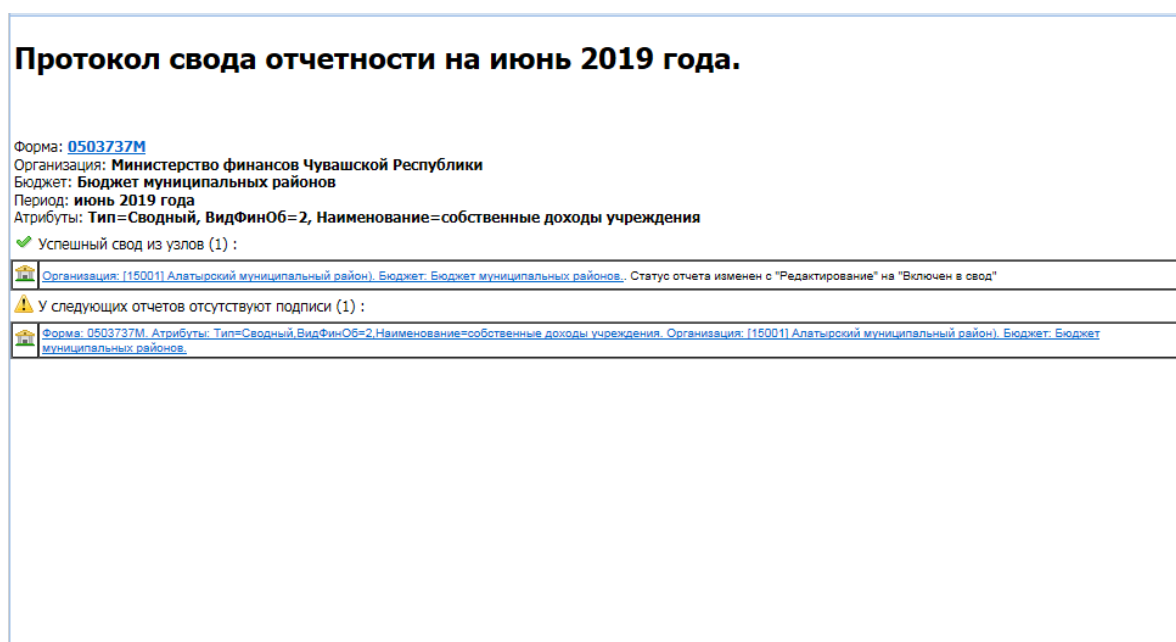 Протокол свода отчетности на июнь 2019 года.
Форма: 0503737М
Организация: Министерство финансов Чувашской Республики
Бюджет: Бюджет муниципальных районов
Период: июнь 2019 года
Атрибуты: Тип=Сводный, ВидФинОб=2, Наименование=собственные доходы учреждения
Успешный свод из узлов (1) :
Организация: [15001] Алатырский муниципальный район). Бюджет: Бюджет муниципальных районов.. Статус отчета изменен с "Редактирование" на "Включен в свод"
У следующих отчетов отсутствуют подписи (1) :
Форма: 0503737М. Атрибуты: Тип=Сводный,ВидФинОб=2,Наименование=собственные доходы учреждения. Организация: [15001] Алатырский муниципальный район). Бюджет: Бюджет
муниципальных районов.